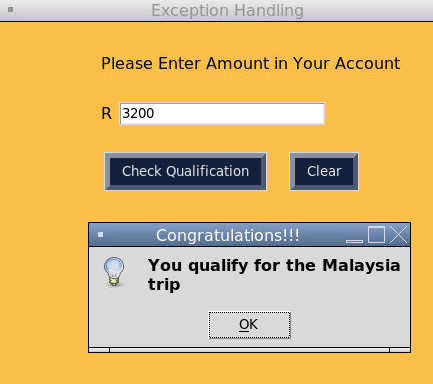 Exception Handling
Please Enter Amount in Your Account
R 3200
Check Qualification Clear
Congratulations!!!
You qualify for the Malaysia
trip
OK